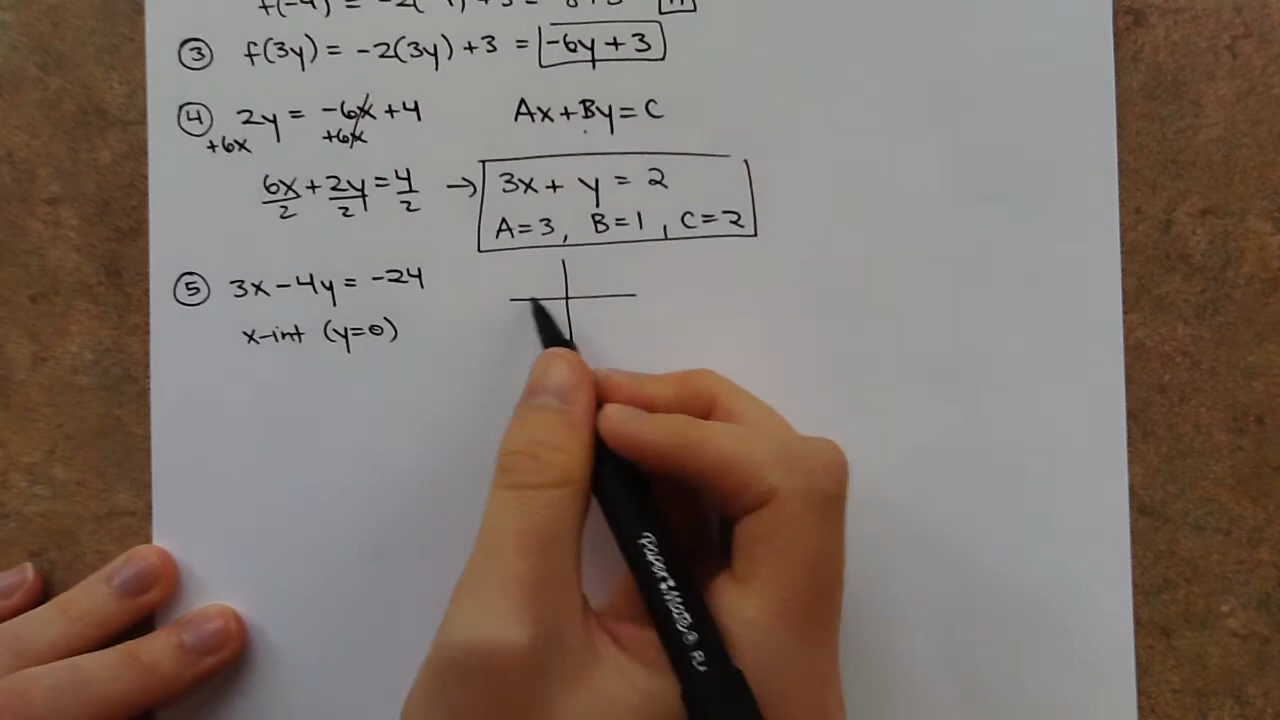 ③ f(3y) = -2(3y) +3 = -6y + 3
④ 2y = -6x + 4 Ax + By = C
+6x +6x
6x/2 + 2y/2 = 4/2 → 3x + y = 2
A = 3, B = 1, C = 2
⑤ 3x - 4y = -24
x-int (y=0)
PaperMate